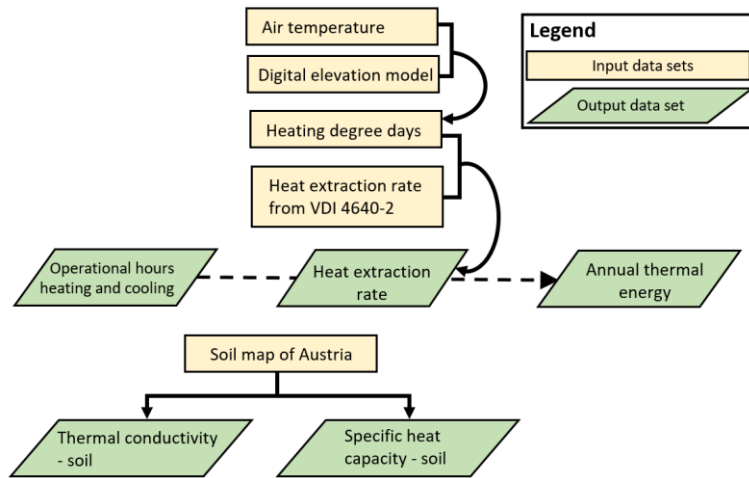 Air temperature
Digital elevation model
Heating degree days
Heat extraction rate
from VDI 4640-2
Legend
Input data sets
Output data set
Operational hours
heating and cooling
Heat extraction
rate
Annual thermal
energy
Soil map of Austria
Thermal conductivity
- soil
Specific heat
capacity - soil